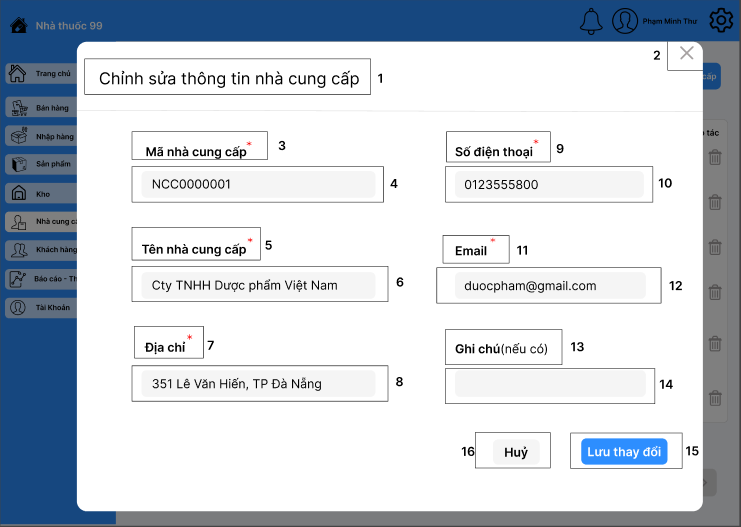 Nhà thuốc 99
Phạm Minh Thư
Trang chủ
Bán hàng
Nhập hàng
Sản phẩm
Kho
Nhà cung cấ
Khách hàng
Báo cáo - Th
Tài Khoản
cấp
tác
Chỉnh sửa thông tin nhà cung cấp 1
2
Mã nhà cung cấp* 3
NCC0000001 4
Tên nhà cung cấp* 5
Cty TNHH Dược phẩm Việt Nam 6
Địa chỉ* 7
351 Lê Văn Hiến, TP Đà Nẵng 8
Số điện thoại* 9
0123555800 10
Email* 11
duocpham@gmail.com 12
Ghi chú(nếu có) 13
14
16 Huỷ
Lưu thay đổi 15